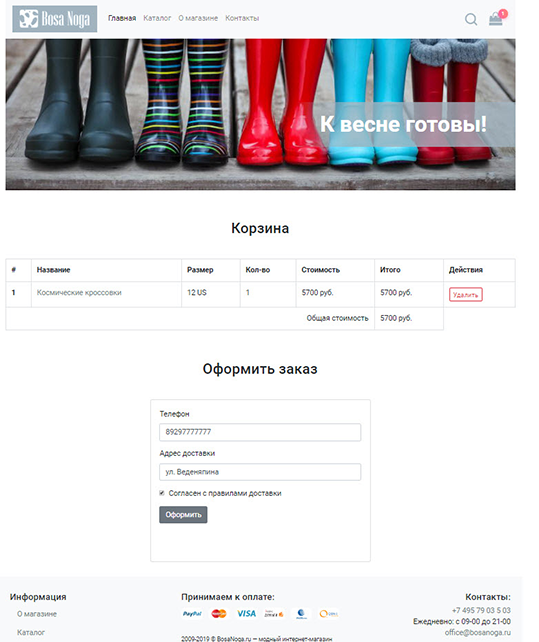 Bosa Noga Главная Каталог О магазине Контакты 1
К весне готовы!
Корзина
# Название Размер Кол-во Стоимость Итого Действия
1 Космические кроссовки 12 US 1 5700 руб. 5700 руб. Удалить
Общая стоимость 5700 руб.
Оформить заказ
Телефон
89297777777
Адрес доставки
ул. Веденяпина
Согласен с правилами доставки
Оформить
Информация Принимаем к оплате: Контакты:
О магазине PayPal VISA +7 495 79 03 5 03
Ежедневно: с 09-00 до 21-00
Каталог 2009-2019 © BosaNoga.ru — модный интернет-магазин office@bosanoga.ru